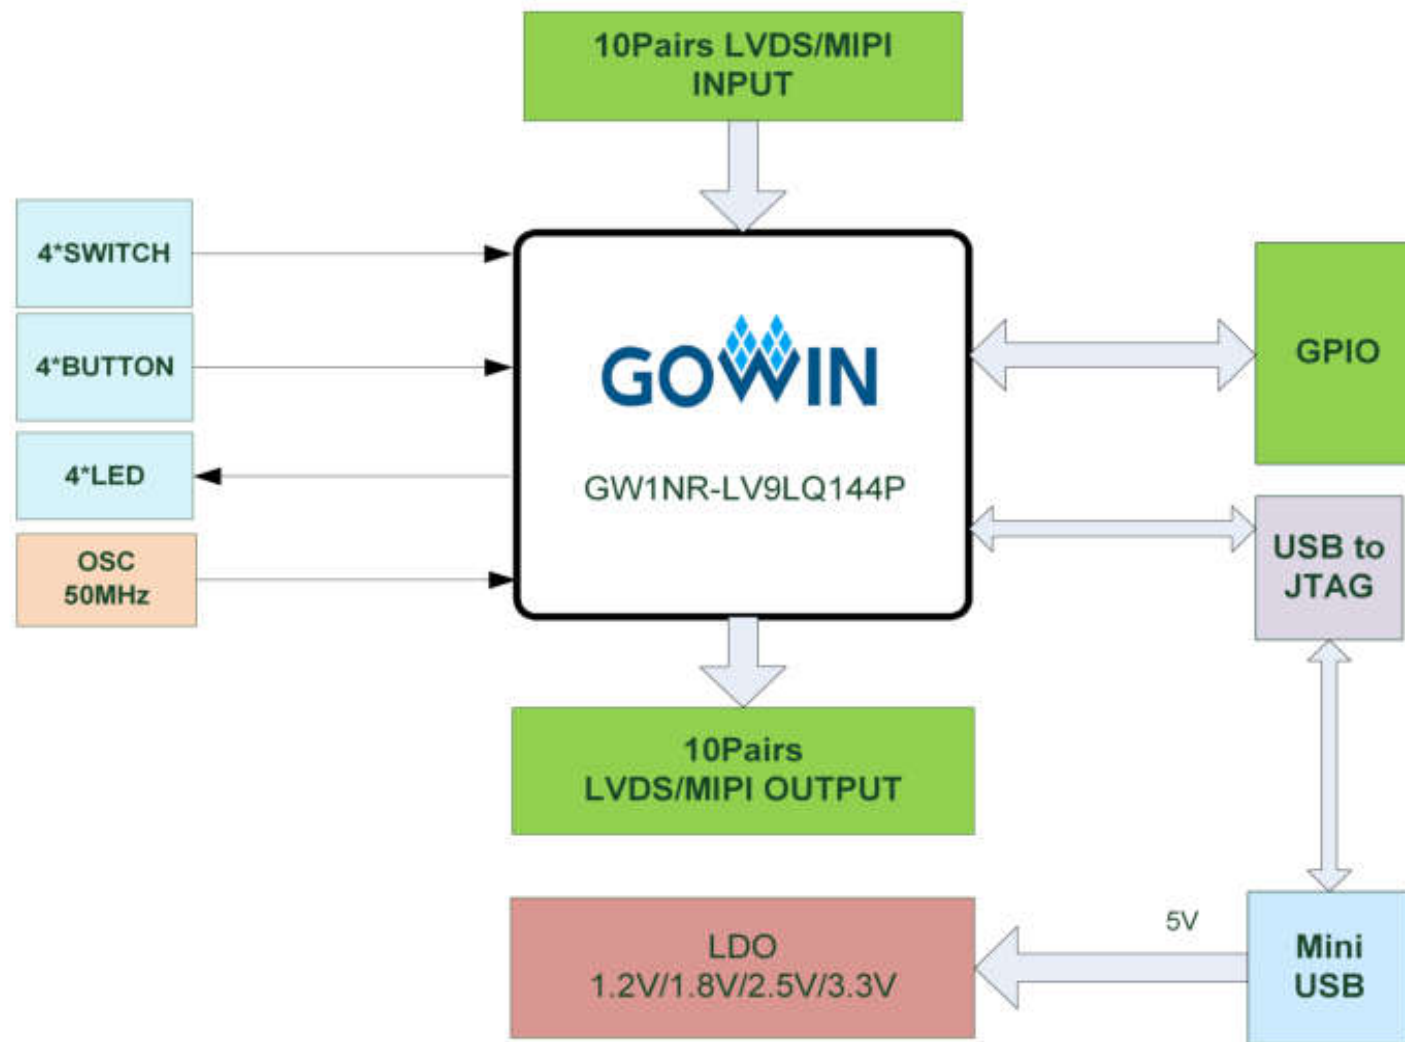 10Pairs LVDS/MIPI
INPUT
4*SWITCH
4*BUTTON
4*LED
OSC
50MHz
GOWIN
GW1NR-LV9LQ144P
GPIO
USB to
JTAG
10Pairs
LVDS/MIPI OUTPUT
LDO
1.2V/1.8V/2.5V/3.3V
5V
Mini
USB